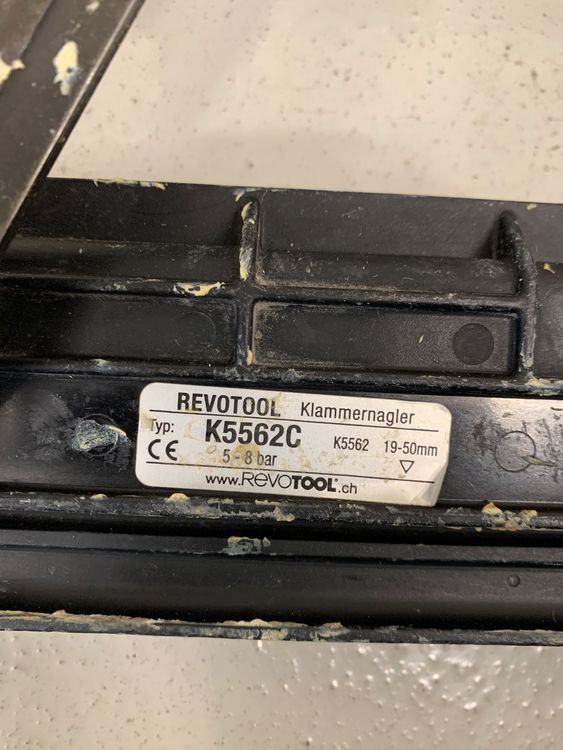 REVOTOOL Klammernagler
Typ: K5562C K5562 19-50mm
CE 5 - 8 bar ▽
www.REVOTOOL.ch